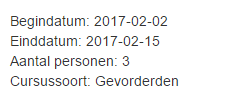 Begindatum: 2017-02-02
Einddatum: 2017-02-15
Aantal personen: 3
Cursussoort: Gevorderden